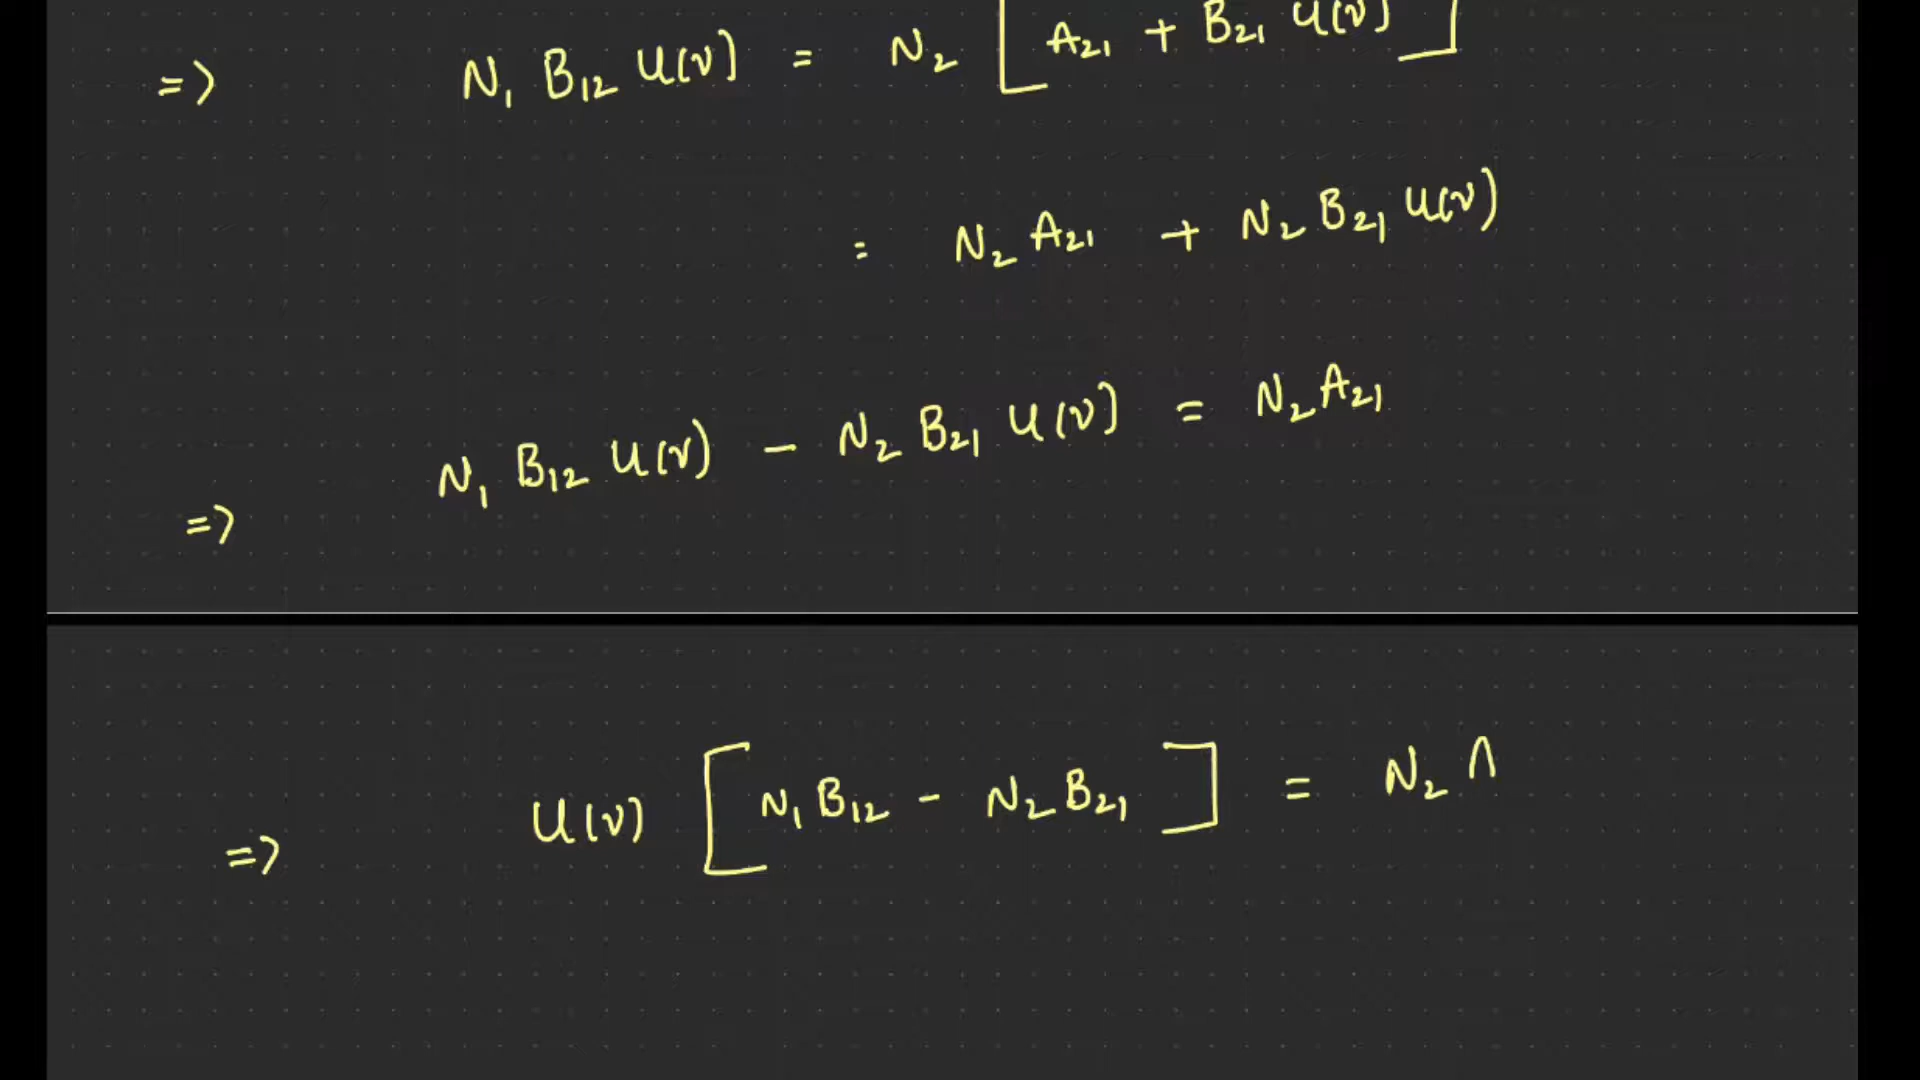 => N₁ B₁₂ u(ν) = N₂ [ A₂₁ + B₂₁ u(ν) ]
= N₂ A₂₁ + N₂ B₂₁ u(ν)
=> N₁ B₁₂ u(ν) - N₂ B₂₁ u(ν) = N₂ A₂₁
=> u(ν) [ N₁ B₁₂ - N₂ B₂₁ ] = N₂